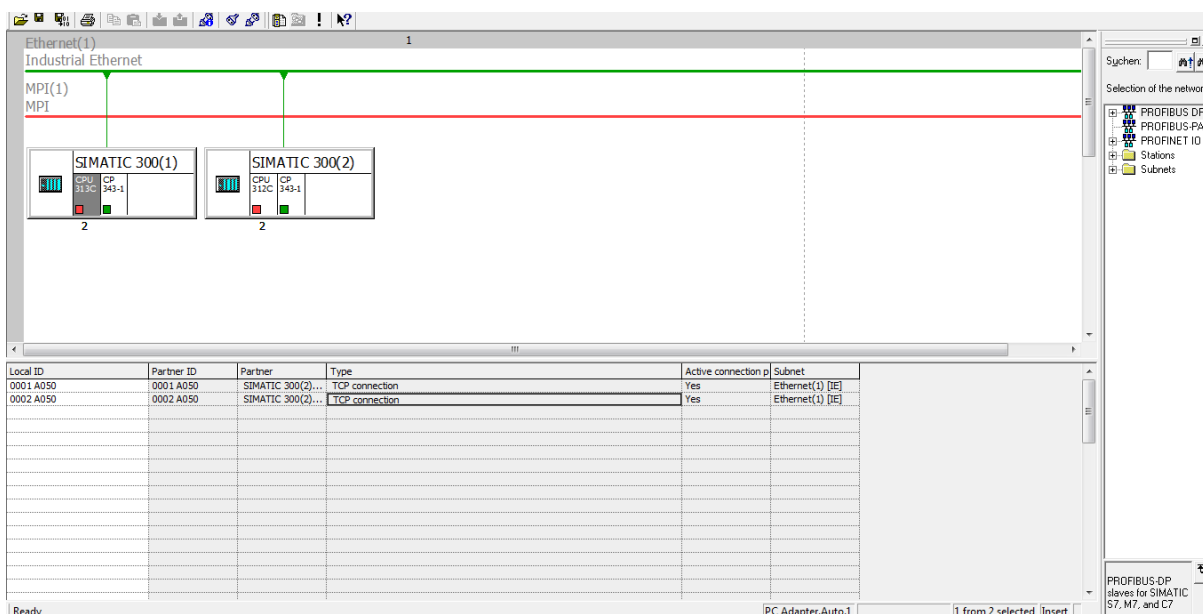 Ethernet(1)
1
Industrial Ethernet
MPI(1)
MPI
SIMATIC 300(1)
CPU 313C
CP 343-1
2
SIMATIC 300(2)
CPU 312C
CP 343-1
2
Suchen:
Selection of the networ
PROFIBUS DP
PROFIBUS-PA
PROFINET IO
Stations
Subnets
Local ID Partner ID Partner Type Active connection p Subnet
0001 A050 0001 A050 SIMATIC 300(2)... TCP connection Yes Ethernet(1) [IE]
0002 A050 0002 A050 SIMATIC 300(2)... TCP connection Yes Ethernet(1) [IE]
PROFIBUS-DP
slaves for SIMATIC
S7, M7, and C7
Ready PC Adapter.Auto.1 1 from 2 selected Insert